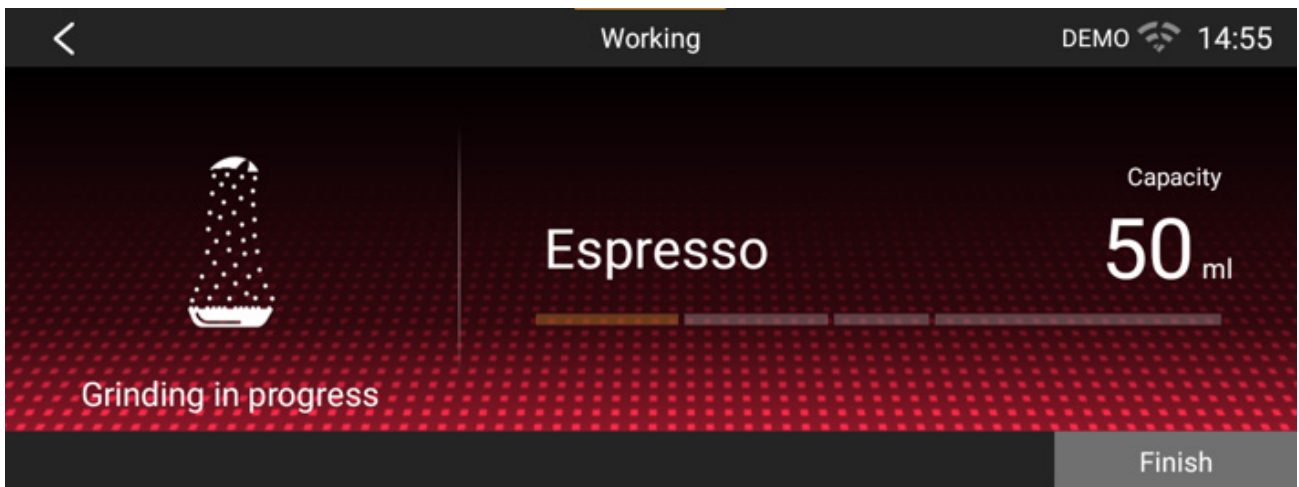 Working
DEMO 14:55
Capacity
Espresso
50 ml
Grinding in progress
Finish